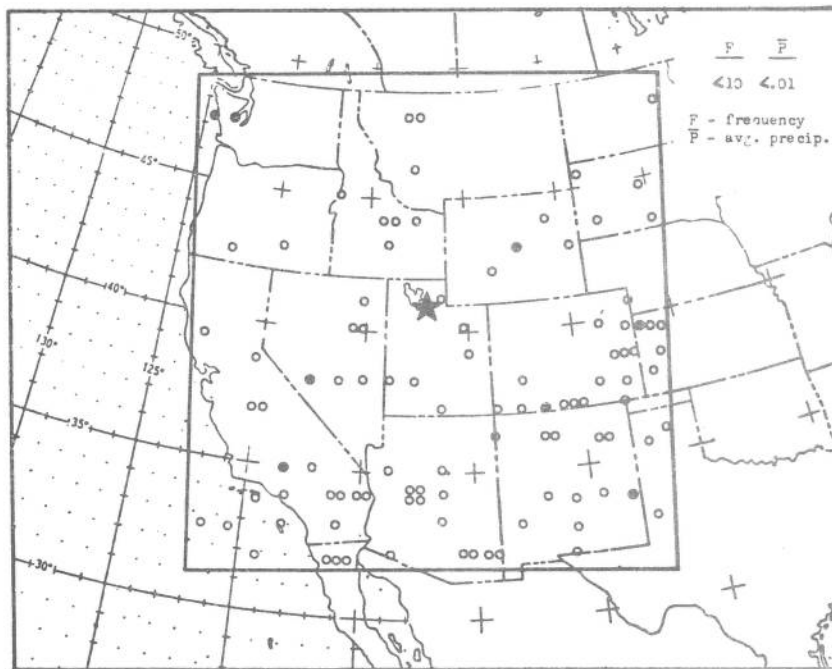 50°
F P̄
≤10 ≤.01
F - frequency
P̄ - avg. precip.
45°
40°
130°
125°
35°
30°